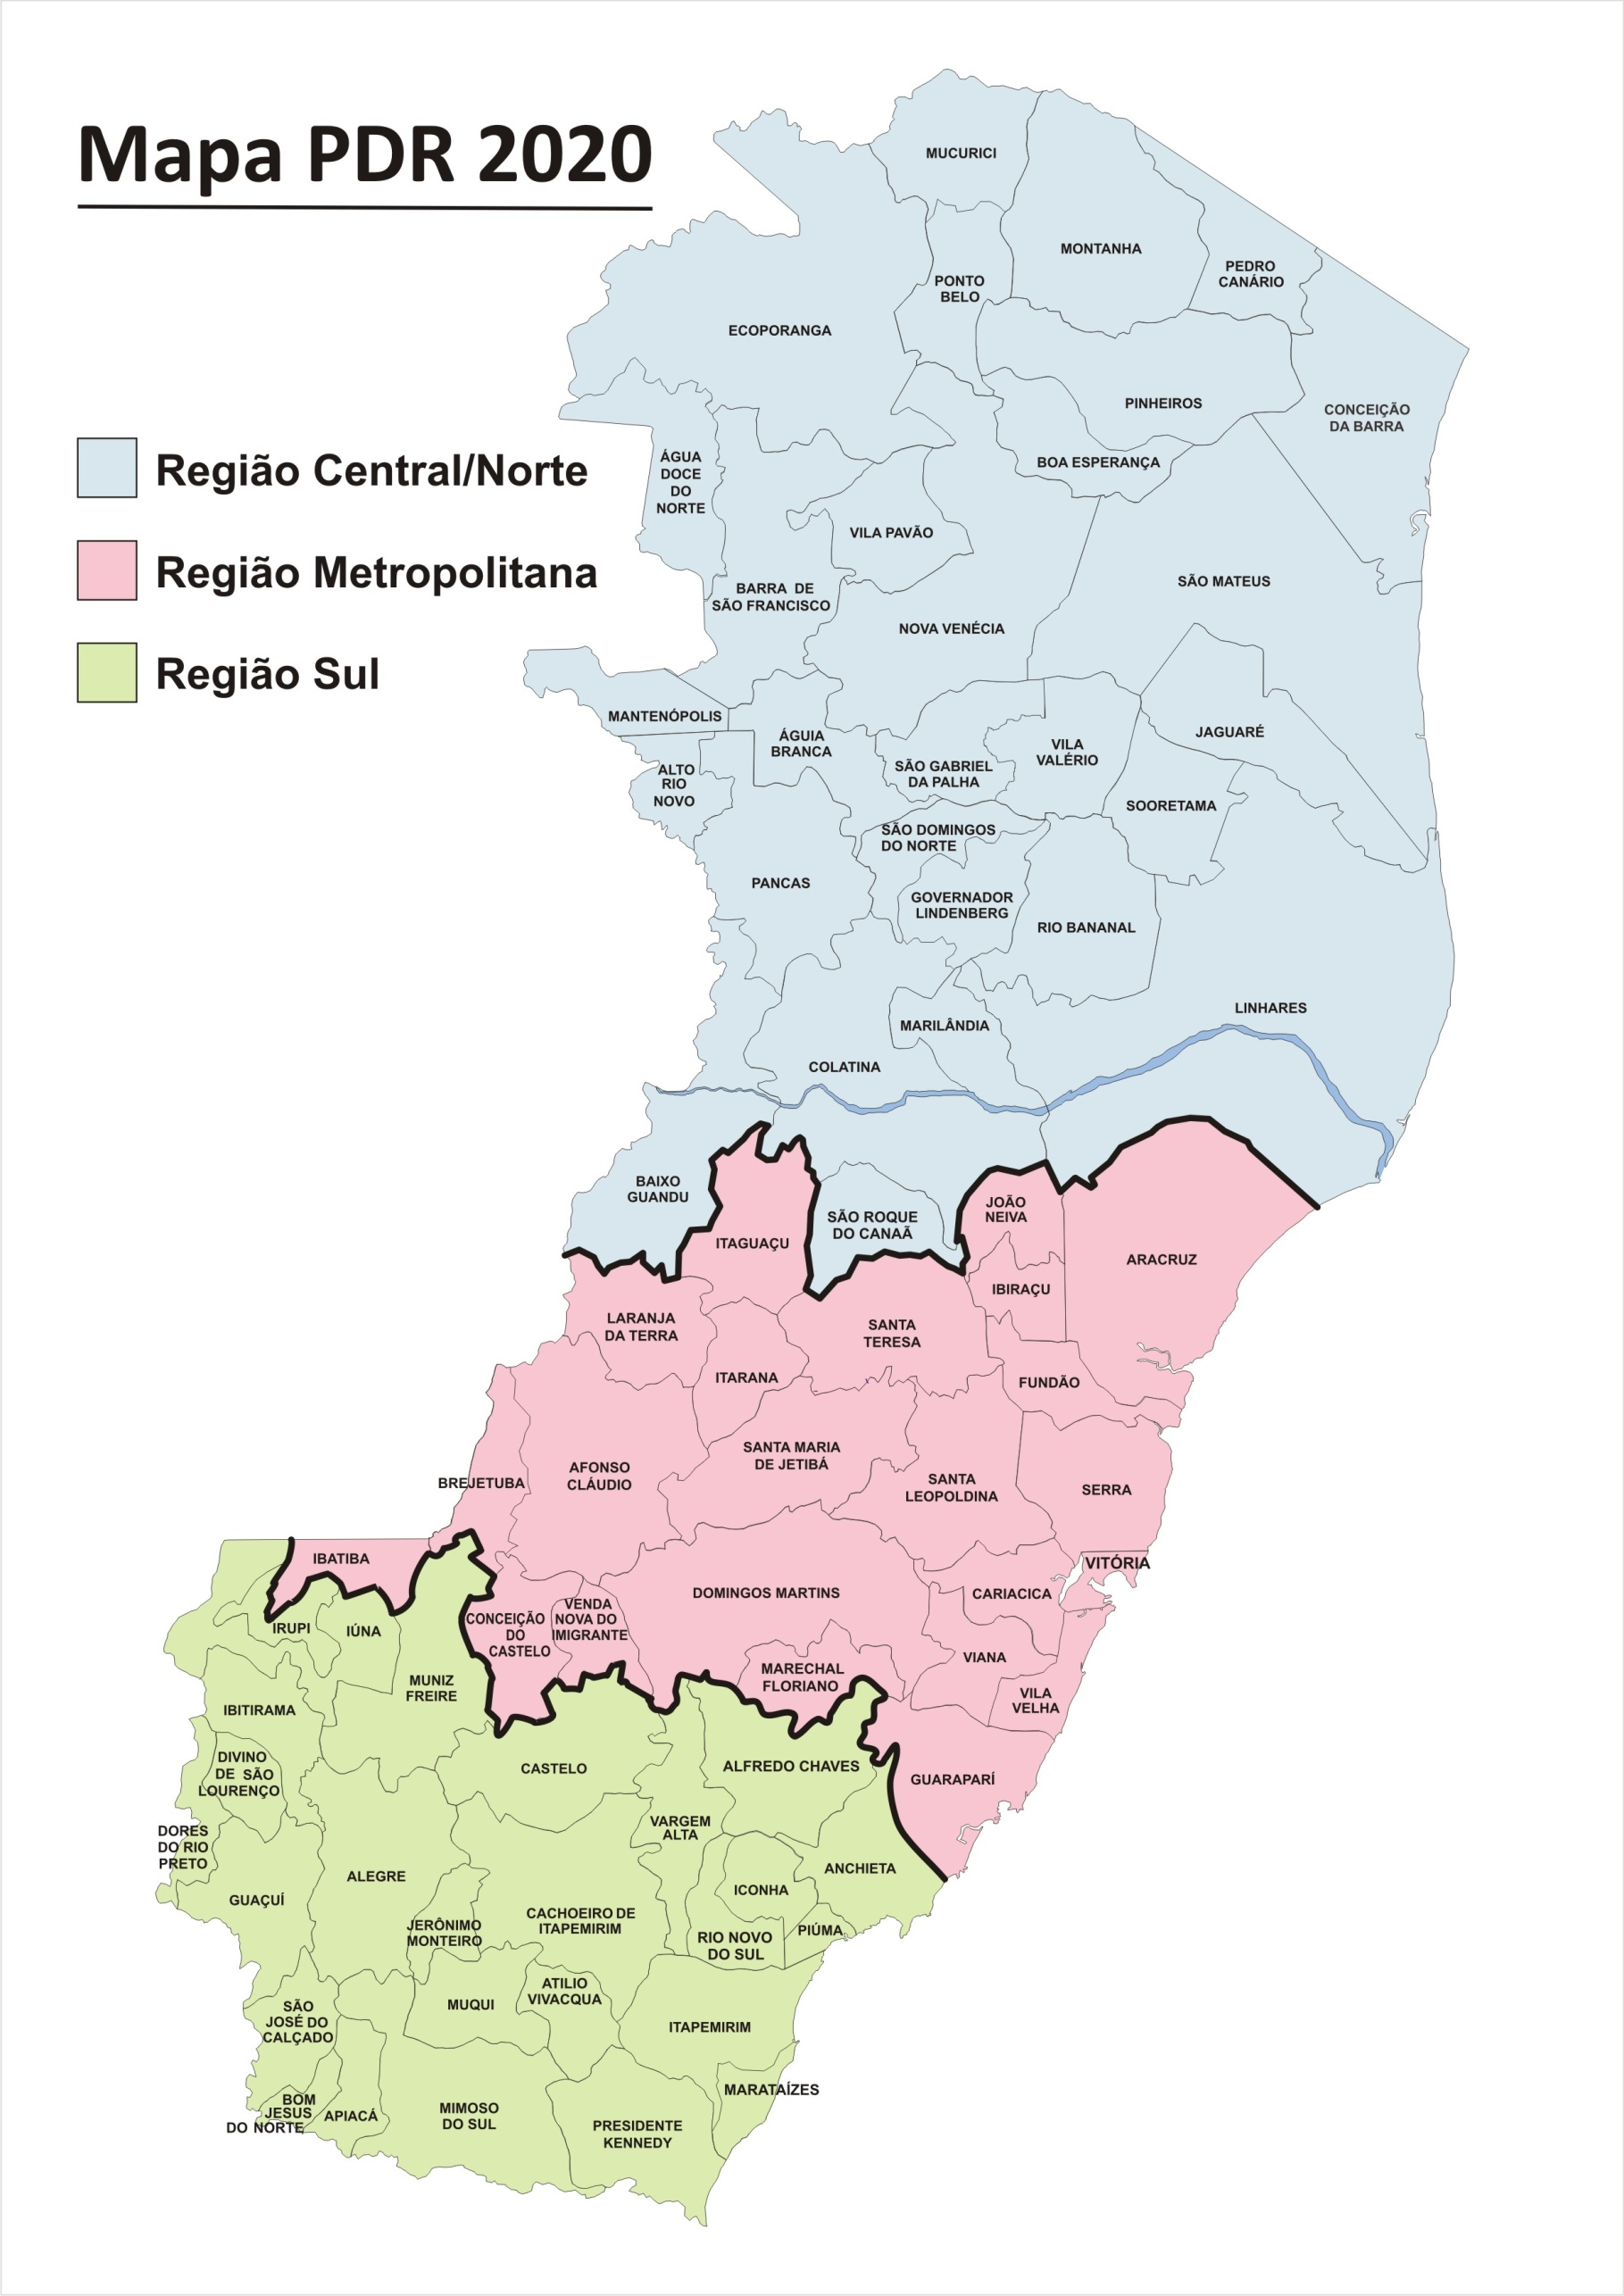 Mapa PDR 2020
Região Central/Norte
Região Metropolitana
Região Sul
MUCURICI
MONTANHA
PEDRO
CANÁRIO
PONTO
BELO
ECOPORANGA
PINHEIROS
CONCEIÇÃO
DA BARRA
BOA ESPERANÇA
ÁGUA
DOCE
DO
NORTE
VILA PAVÃO
SÃO MATEUS
BARRA DE
SÃO FRANCISCO
NOVA VENÉCIA
MANTENÓPOLIS
ÁGUIA
BRANCA
JAGUARÉ
VILA
VALÉRIO
SÃO GABRIEL
DA PALHA
ALTO
RIO
NOVO
SOORETAMA
SÃO DOMINGOS
DO NORTE
PANCAS
GOVERNADOR
LINDENBERG
RIO BANANAL
LINHARES
MARILÂNDIA
COLATINA
BAIXO
GUANDU
SÃO ROQUE
DO CANAÃ
JOÃO
NEIVA
ITAGUAÇU
ARACRUZ
IBIRAÇU
LARANJA
DA TERRA
SANTA
TERESA
ITARANA
FUNDÃO
SANTA MARIA
DE JETIBÁ
AFONSO
CLÁUDIO
BREJETUBA
SANTA
LEOPOLDINA
SERRA
IBATIBA
VITÓRIA
DOMINGOS MARTINS
CARIACICA
CONCEIÇÃO
DO
CASTELO
VENDA
NOVA DO
IMIGRANTE
IRUPI
IÚNA
VIANA
MARECHAL
FLORIANO
MUNIZ
FREIRE
VILA
VELHA
IBITIRAMA
DIVINO
DE SÃO
LOURENÇO
CASTELO
ALFREDO CHAVES
GUARAPARÍ
VARGEM
ALTA
DORES
DO RIO
PRETO
ALEGRE
ANCHIETA
GUAÇUÍ
ICONHA
CACHOEIRO DE
ITAPEMIRIM
JERÔNIMO
MONTEIRO
RIO NOVO
DO SUL
PIÚMA
ATILIO
VIVACQUA
MUQUI
SÃO
JOSÉ DO
CALÇADO
ITAPEMIRIM
MARATAÍZES
BOM
JESUS
DO NORTE
APIACÁ
MIMOSO
DO SUL
PRESIDENTE
KENNEDY